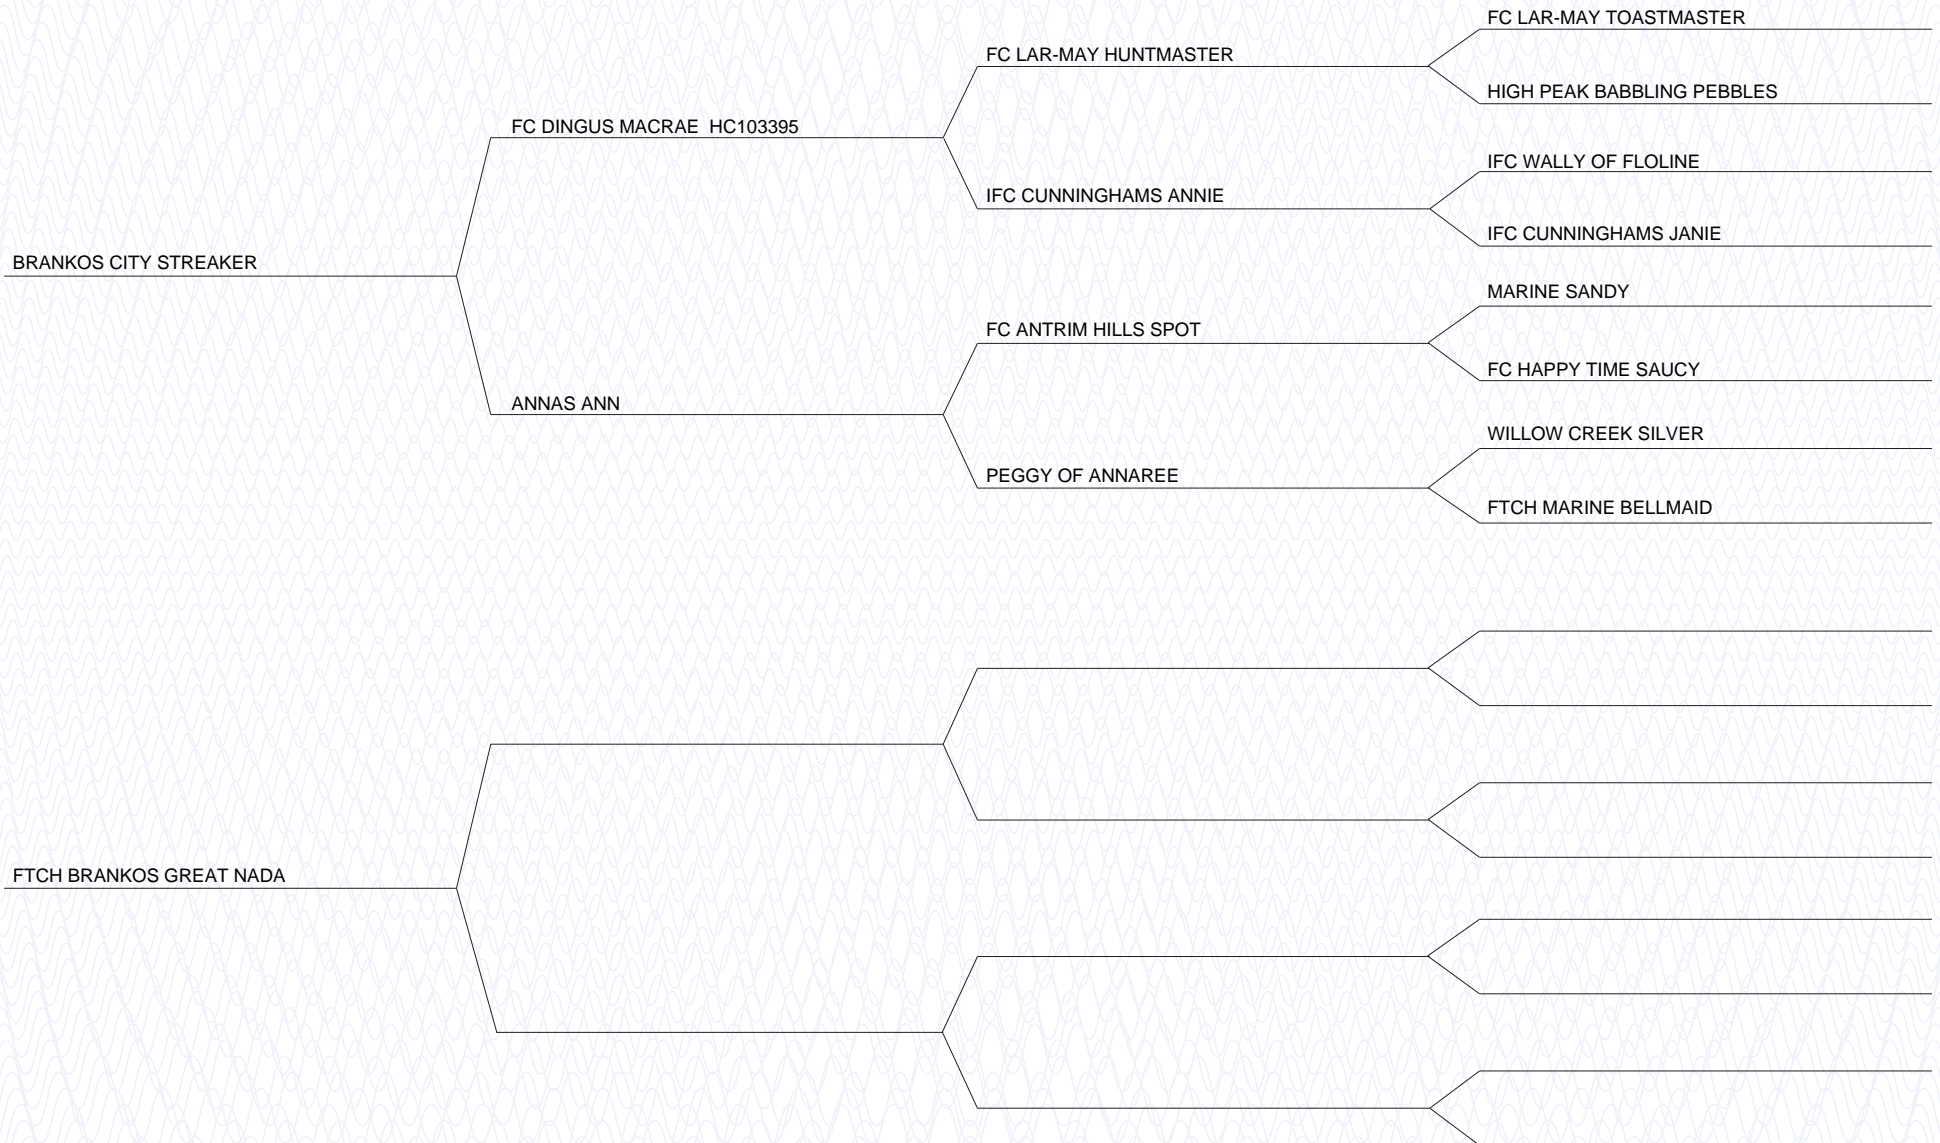 FC LAR-MAY TOASTMASTER
FC LAR-MAY HUNTMASTER
HIGH PEAK BABBLING PEBBLES
FC DINGUS MACRAE  HC103395
IFC WALLY OF FLOLINE
IFC CUNNINGHAMS ANNIE
IFC CUNNINGHAMS JANIE
BRANKOS CITY STREAKER
MARINE SANDY
FC ANTRIM HILLS SPOT
FC HAPPY TIME SAUCY
ANNAS ANN
WILLOW CREEK SILVER
PEGGY OF ANNAREE
FTCH MARINE BELLMAID
FTCH BRANKOS GREAT NADA